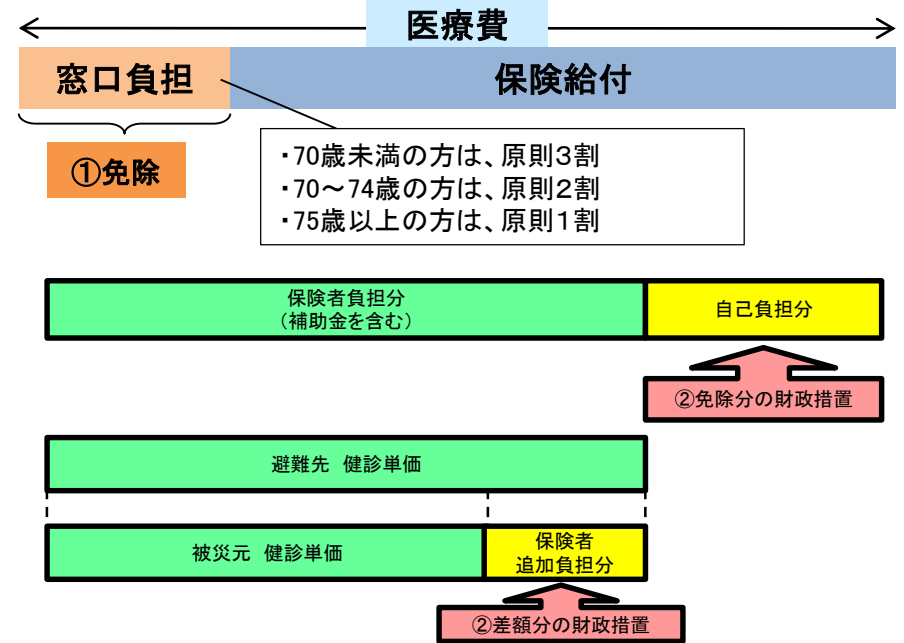 医療費
窓口負担
保険給付
①免除
・70歳未満の方は、原則3割
・70～74歳の方は、原則2割
・75歳以上の方は、原則1割
保険者負担分
（補助金を含む）
自己負担分
②免除分の財政措置
避難先 健診単価
被災元 健診単価
保険者
追加負担分
②差額分の財政措置